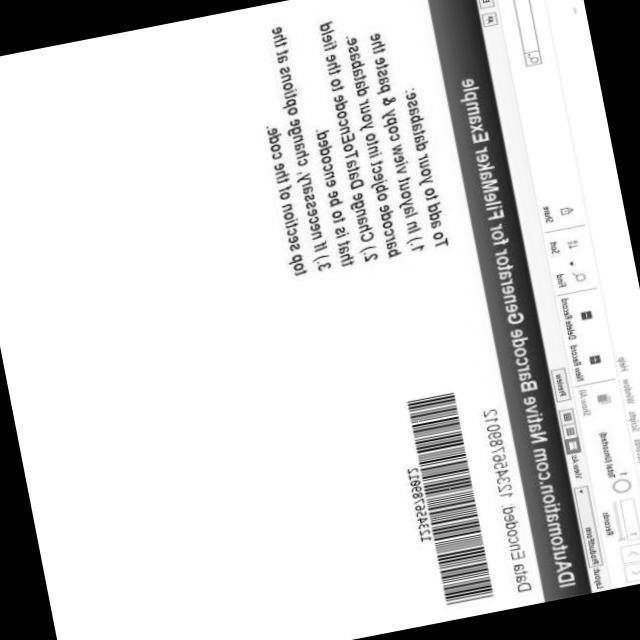 Help
Scripts Window
Records
Total (Unsorted)
Show All
New Record
Delete Record
Find
Sort
Share
Layout:
View As:
Preview
IDAutomation.com Native Barcode Generator for FileMaker Example
Data Encoded: 123456789012
123456789012
To add to your database:
1.) In layout view copy & paste the
barcode object into your database.
2.) Change DataToEncode to the field
that is to be encoded.
3.) If necessary, change options at the
top section of the code.